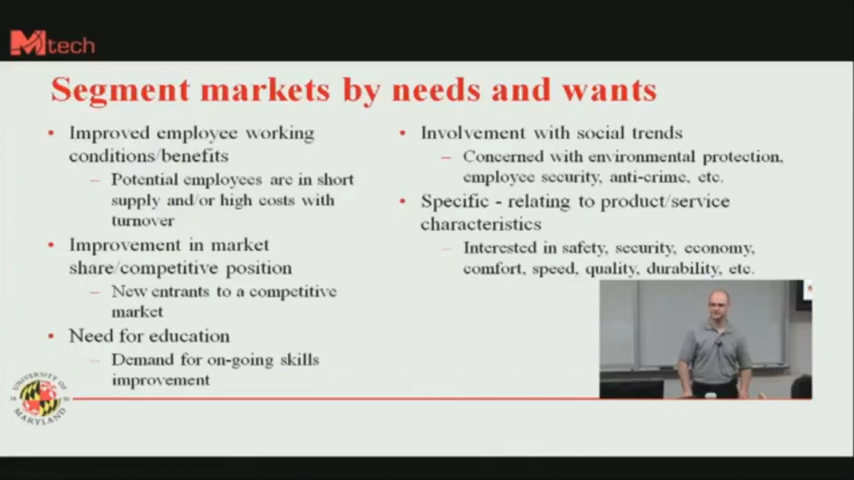 Mtech
Segment markets by needs and wants
• Improved employee working
conditions/benefits
– Potential employees are in short
supply and/or high costs with
turnover
• Improvement in market
share/competitive position
– New entrants to a competitive
market
• Need for education
– Demand for on-going skills
improvement
• Involvement with social trends
– Concerned with environmental protection,
employee security, anti-crime, etc.
• Specific - relating to product/service
characteristics
– Interested in safety, security, economy,
comfort, speed, quality, durability, etc.
UNIVERSITY OF
MARYLAND